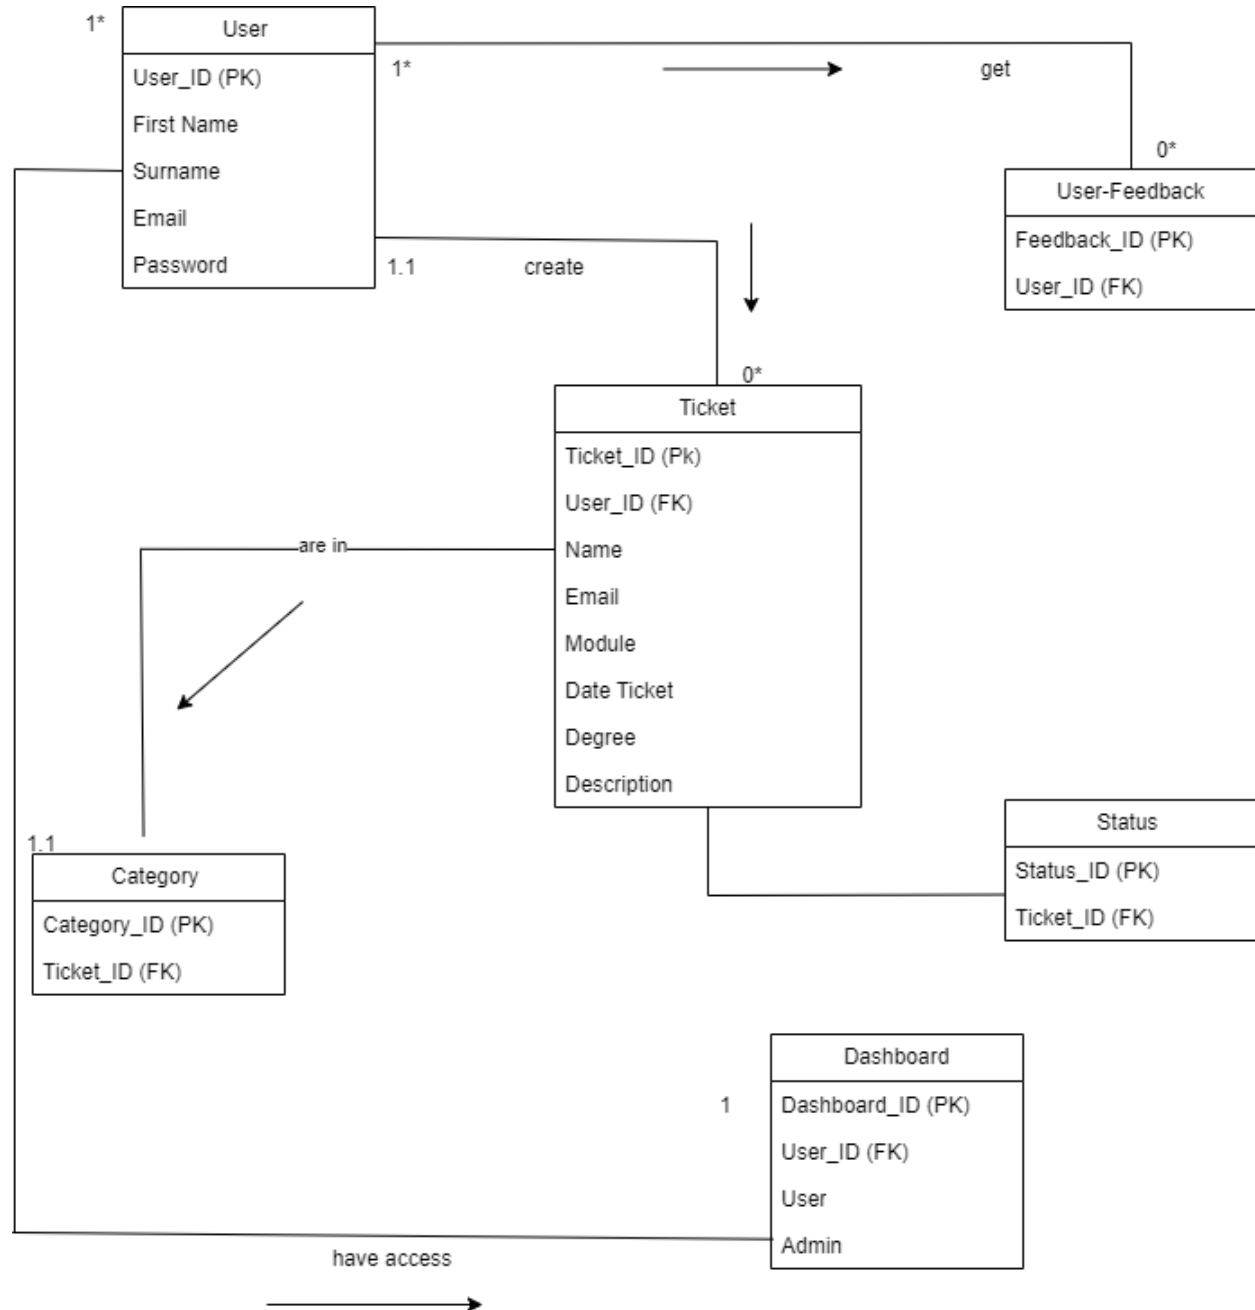 1*
User
User_ID (PK)
First Name
Surname
Email
Password
1*
get
0*
User-Feedback
Feedback_ID (PK)
User_ID (FK)
1.1
create
0*
Ticket
Ticket_ID (Pk)
User_ID (FK)
Name
Email
Module
Date Ticket
Degree
Description
are in
1.1
Category
Category_ID (PK)
Ticket_ID (FK)
Status
Status_ID (PK)
Ticket_ID (FK)
1
Dashboard
Dashboard_ID (PK)
User_ID (FK)
User
Admin
have access